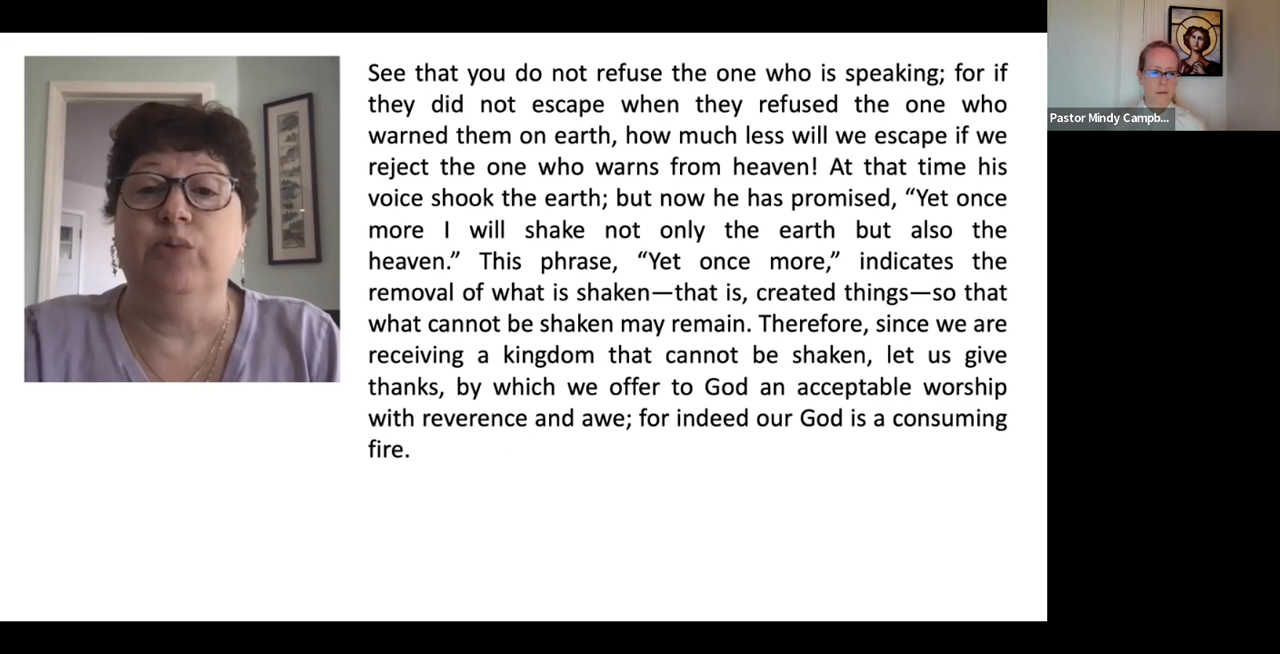 See that you do not refuse the one who is speaking; for if
they did not escape when they refused the one who
warned them on earth, how much less will we escape if we
reject the one who warns from heaven! At that time his
voice shook the earth; but now he has promised, “Yet once
more I will shake not only the earth but also the
heaven.” This phrase, “Yet once more,” indicates the
removal of what is shaken—that is, created things—so that
what cannot be shaken may remain. Therefore, since we are
receiving a kingdom that cannot be shaken, let us give
thanks, by which we offer to God an acceptable worship
with reverence and awe; for indeed our God is a consuming
fire.
Pastor Mindy Campb...